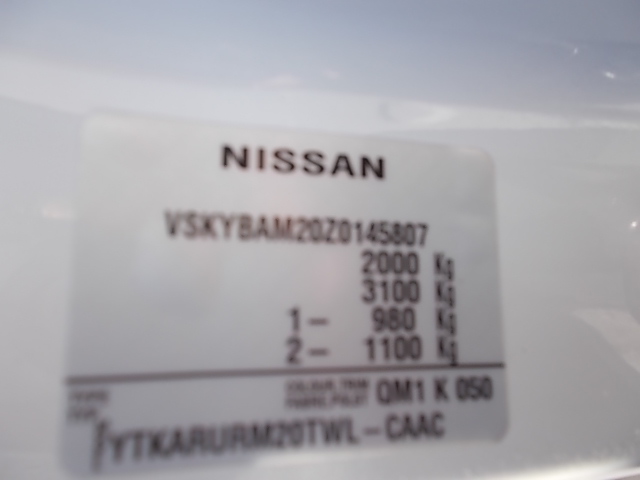 NISSAN
VSKYBAM20Z0145807
2000 Kg
3100 Kg
1- 980 Kg
2- 1100 Kg
QM1 K 050
YTKARURM20TWL-CAAC